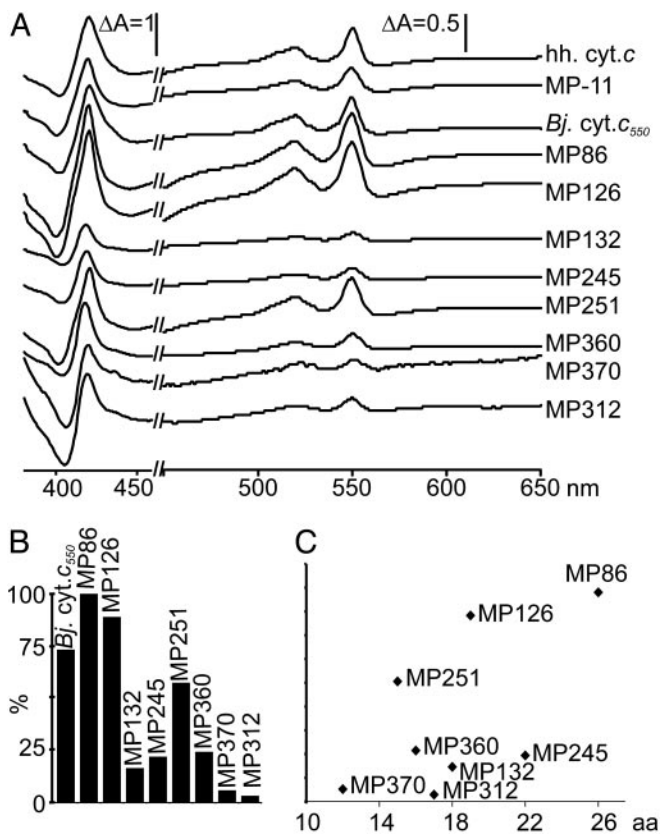 A
ΔA=1
ΔA=0.5
hh. cyt.c
MP-11
Bj. cyt.c550
MP86
MP126
MP132
MP245
MP251
MP360
MP370
MP312
400 450 500 550 600 650 nm
B
%
100
75
50
25
0
Bj. cyt.c550
MP86
MP126
MP132
MP245
MP251
MP360
MP370
MP312
C
MP86
MP126
MP251
MP360
MP245
MP132
MP370
MP312
10 14 18 22 26 aa